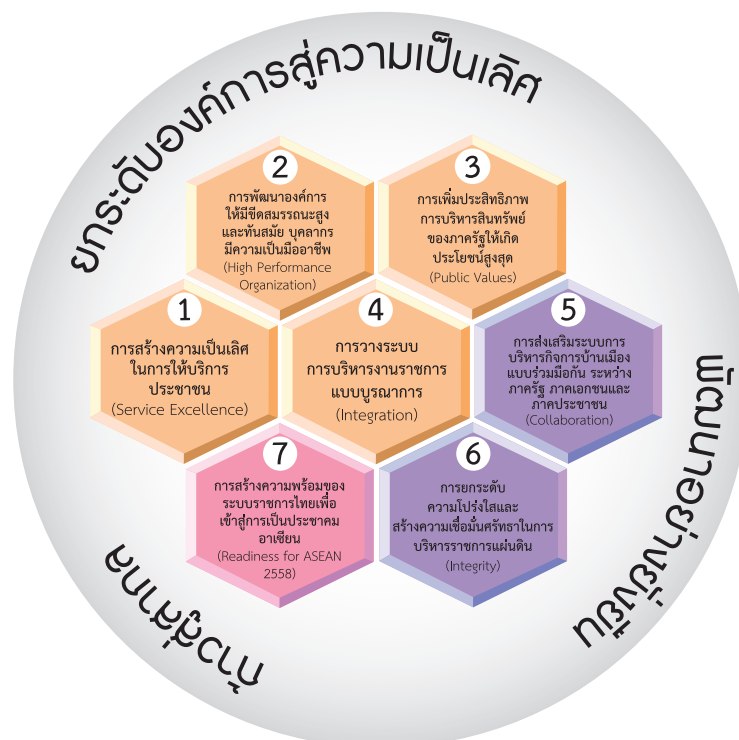 ยกระดับองค์การสู่ความเป็นเลิศ
2
การพัฒนาองค์การ
ให้มีขีดสมรรถนะสูง
และทันสมัย บุคลากร
มีความเป็นมืออาชีพ
(High Performance
Organization)
3
การเพิ่มประสิทธิภาพ
การบริหารสินทรัพย์
ของภาครัฐให้เกิด
ประโยชน์สูงสุด
(Public Values)
1
การสร้างความเป็นเลิศ
ในการให้บริการ
ประชาชน
(Service Excellence)
4
การวางระบบ
การบริหารงานราชการ
แบบบูรณาการ
(Integration)
5
การส่งเสริมระบบการ
บริหารกิจการบ้านเมือง
แบบร่วมมือกัน ระหว่าง
ภาครัฐ ภาคเอกชนและ
ภาคประชาชน
(Collaboration)
7
การสร้างความพร้อมของ
ระบบราชการไทยเพื่อ
เข้าสู่การเป็นประชาคม
อาเซียน
(Readiness for ASEAN
2558)
6
การยกระดับ
ความโปร่งใสและ
สร้างความเชื่อมั่นศรัทธาในการ
บริหารราชการแผ่นดิน
(Integrity)
พัฒนาอย่างยั่งยืน
ก้าวสู่สากล